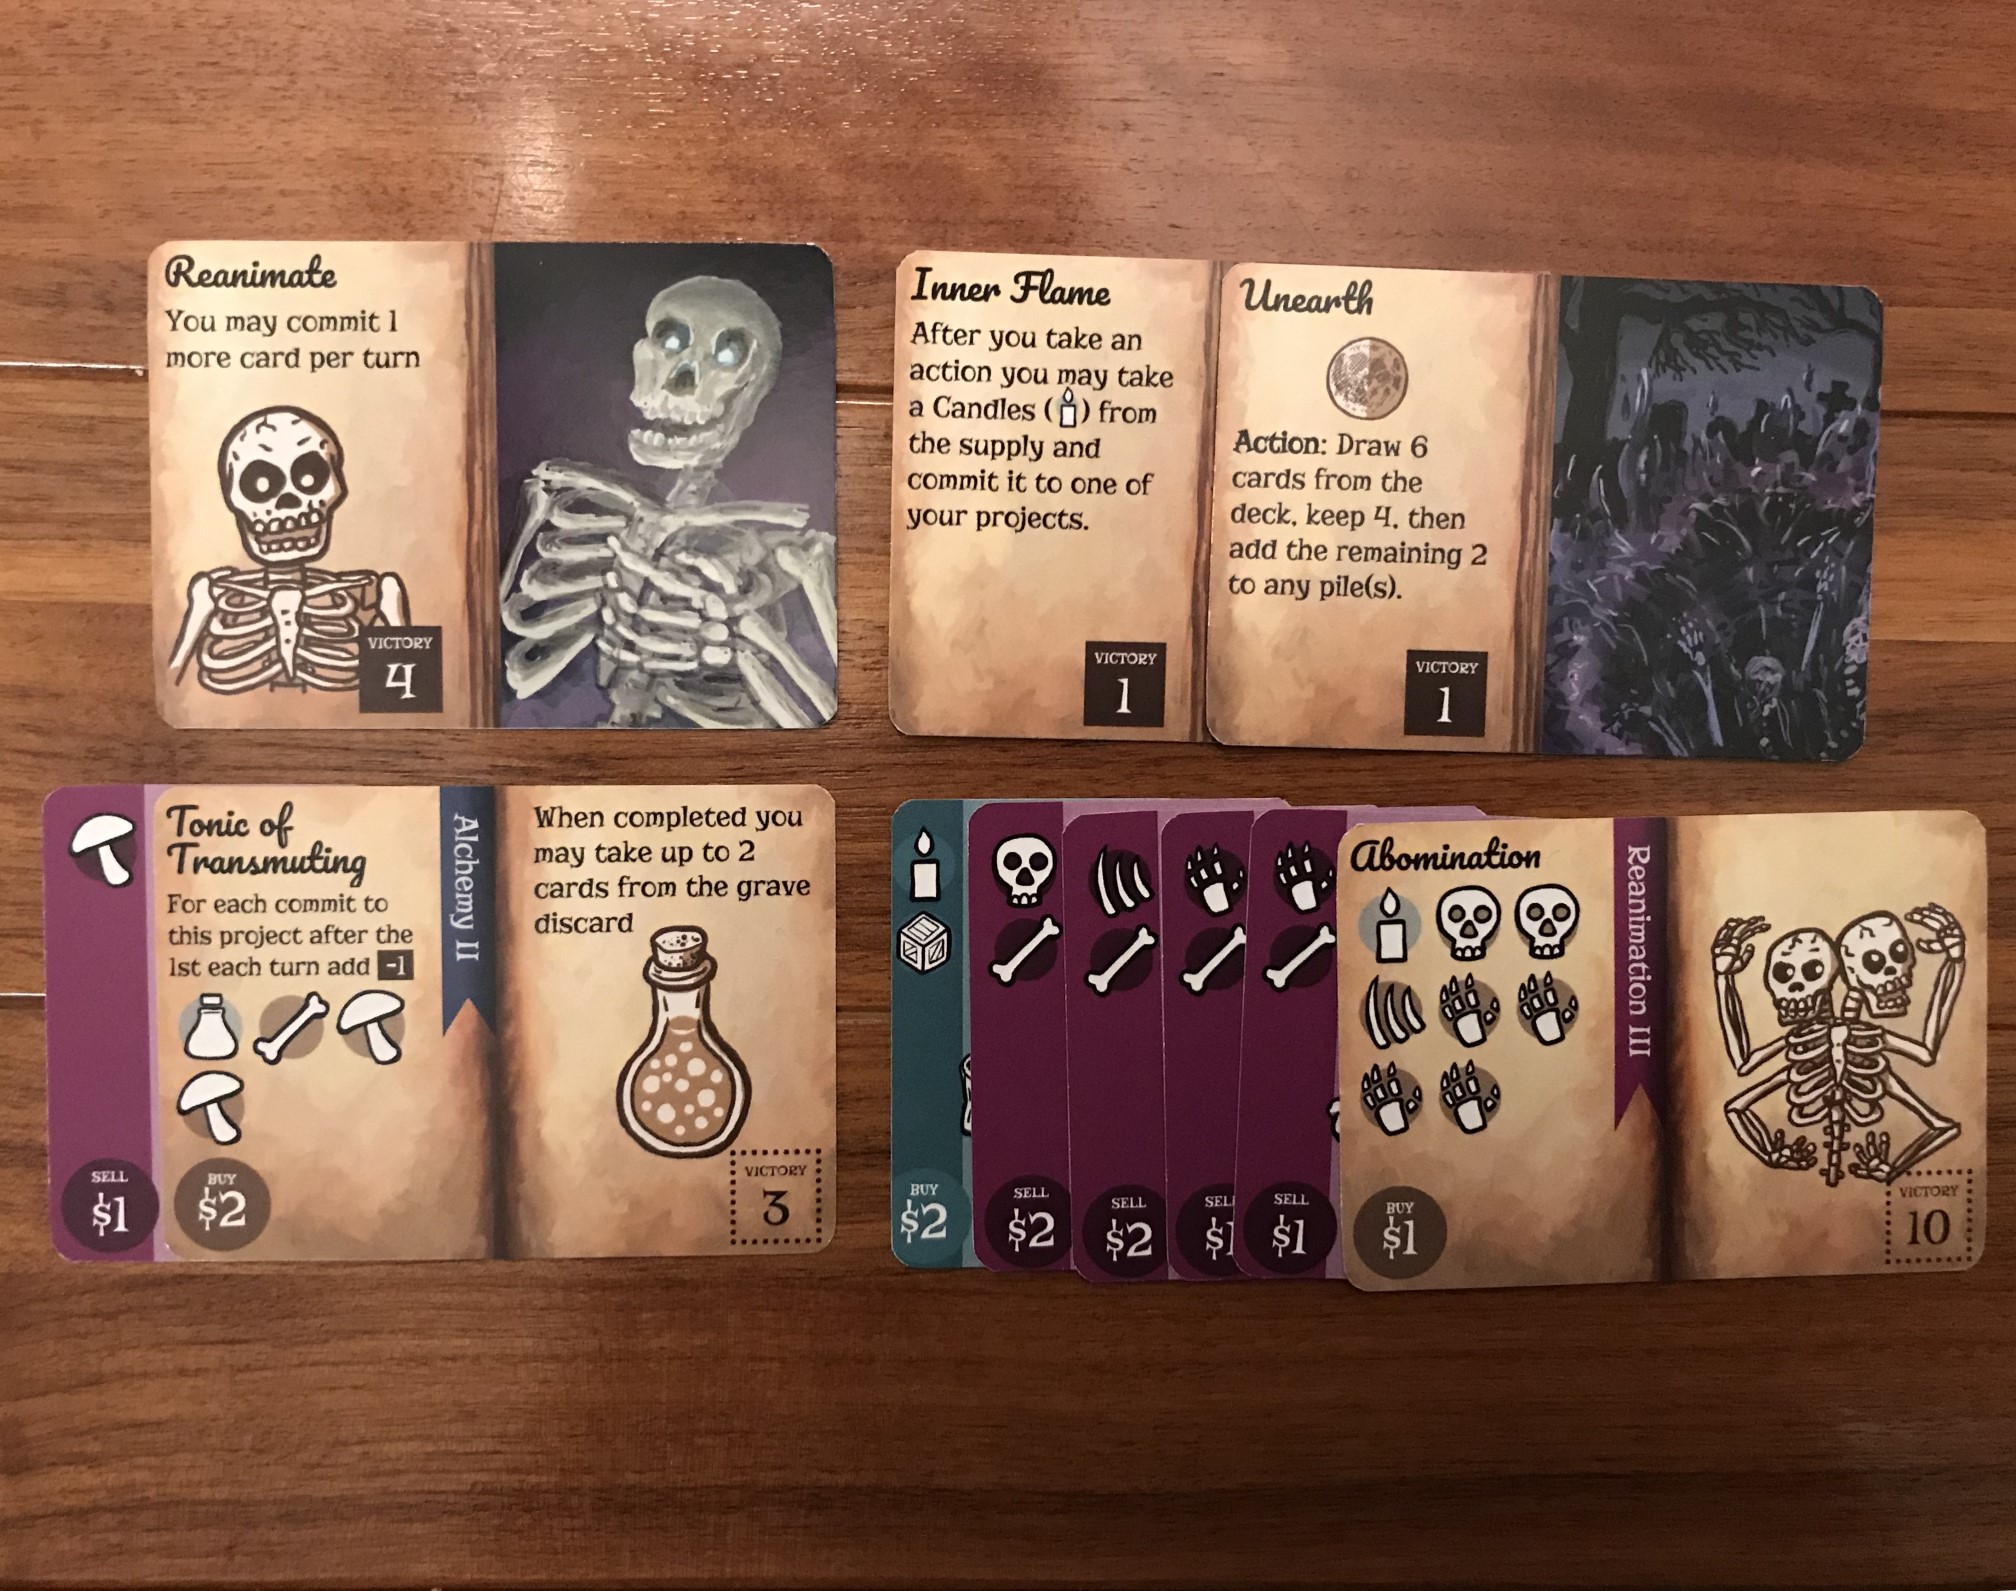 Reanimate
You may commit 1
more card per turn
VICTORY
4
Inner Flame
After you take an
action you may take
a Candles ( ) from
the supply and
commit it to one of
your projects.
VICTORY
1
Unearth
Action: Draw 6
cards from the
deck, keep 4, then
add the remaining 2
to any pile(s).
VICTORY
1
SELL
$1
Tonic of
Transmuting
For each commit to
this project after the
1st each turn add -1
BUY
$2
Alchemy II
When completed you
may take up to 2
cards from the grave
discard
VICTORY
3
BUY
$2
SELL
$2
SELL
$2
SELL
$1
SELL
$1
Abomination
BUY
$1
Reanimation III
VICTORY
10